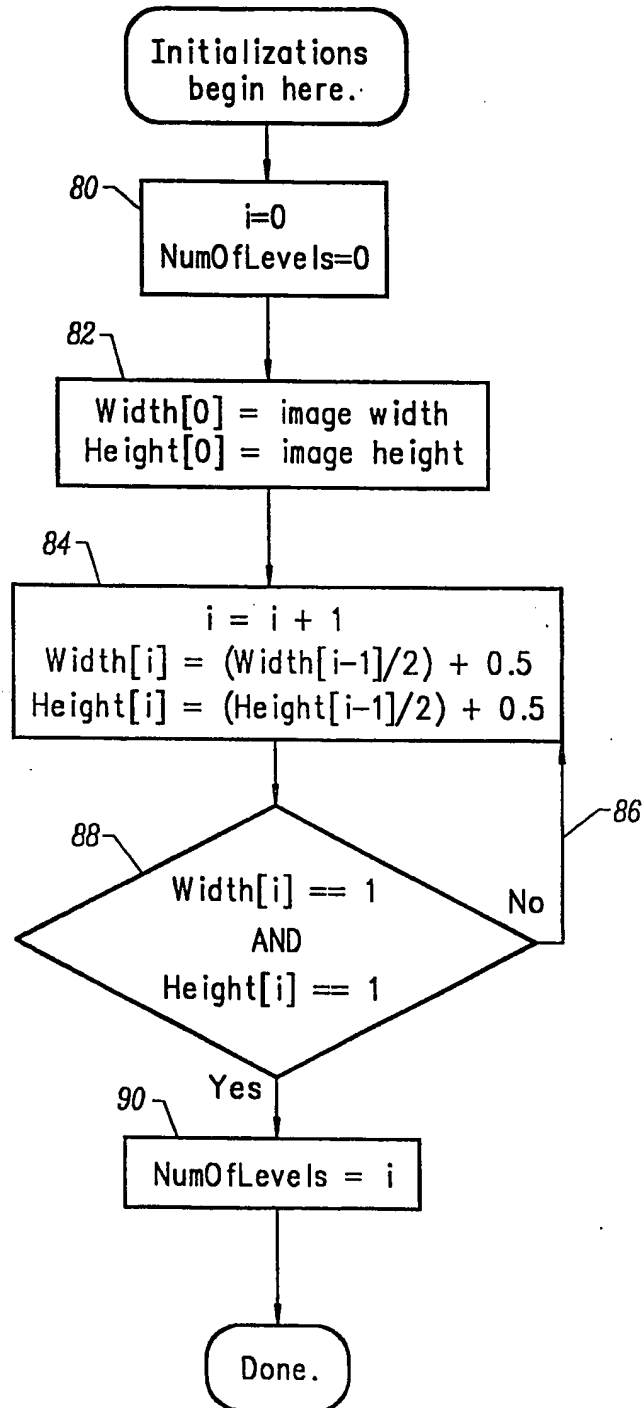 Initializations
begin here.
80
i=0
NumOfLevels=0
82
Width[0] = image width
Height[0] = image height
84
i = i + 1
Width[i] = (Width[i-1]/2) + 0.5
Height[i] = (Height[i-1]/2) + 0.5
86
88
Width[i] == 1
AND
Height[i] == 1
No
Yes
90
NumOfLevels = i
Done.